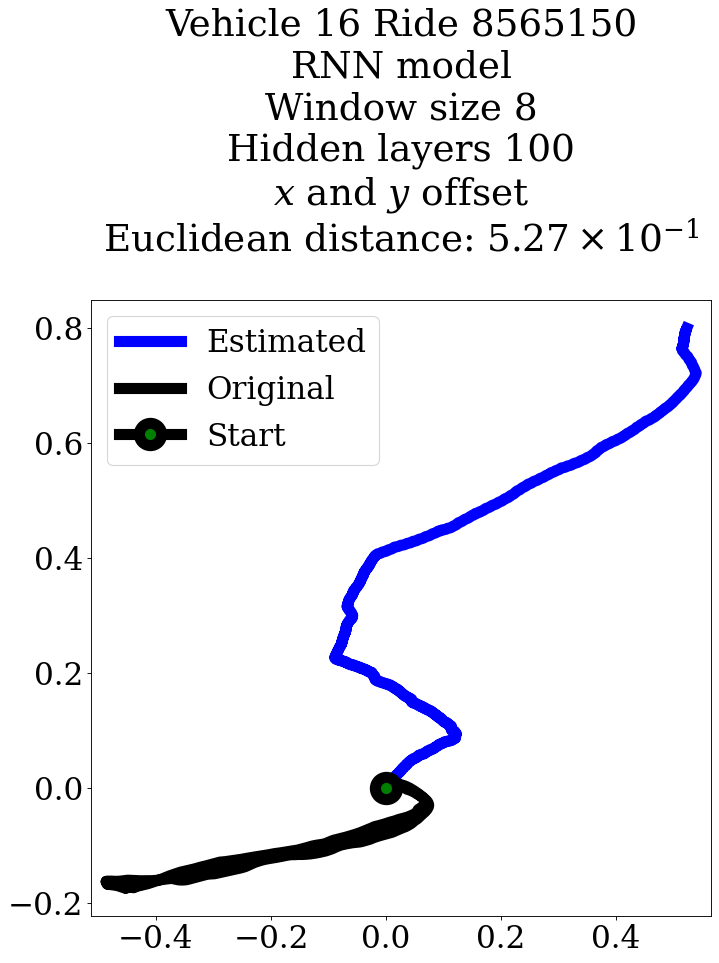 Vehicle 16 Ride 8565150
RNN model
Window size 8
Hidden layers 100
x and y offset
Euclidean distance: 5.27 × 10⁻¹
Estimated
Original
Start
0.8
0.6
0.4
0.2
0.0
−0.2
−0.4 −0.2 0.0 0.2 0.4